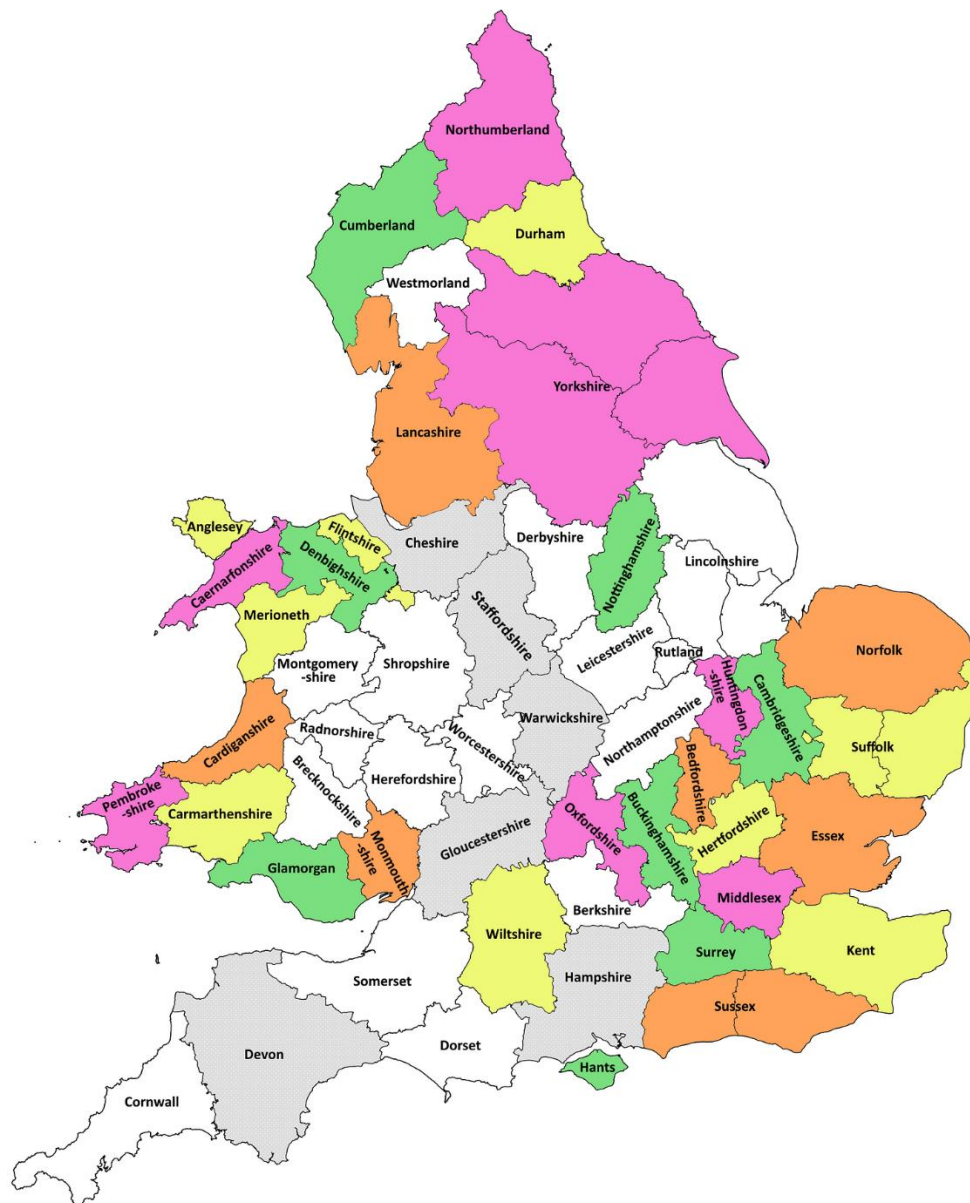 Northumberland
Cumberland
Durham
Westmorland
Yorkshire
Lancashire
Anglesey
Flintshire
Cheshire
Derbyshire
Caernarfonshire
Denbighshire
Nottinghamshire
Lincolnshire
Merioneth
Staffordshire
Leicestershire
Rutland
Norfolk
Montgomery
-shire
Shropshire
Huntingdon
-shire
Cambridgeshire
Warwickshire
Northamptonshire
Cardiganshire
Radnorshire
Worcestershire
Suffolk
Brecknockshire
Herefordshire
Bedfordshire
Pembroke
-shire
Carmarthenshire
Oxfordshire
Buckinghamshire
Hertfordshire
Essex
Glamorgan
Monmouth
-shire
Gloucestershire
Middlesex
Berkshire
Wiltshire
Surrey
Kent
Somerset
Hampshire
Sussex
Devon
Dorset
Hants
Cornwall